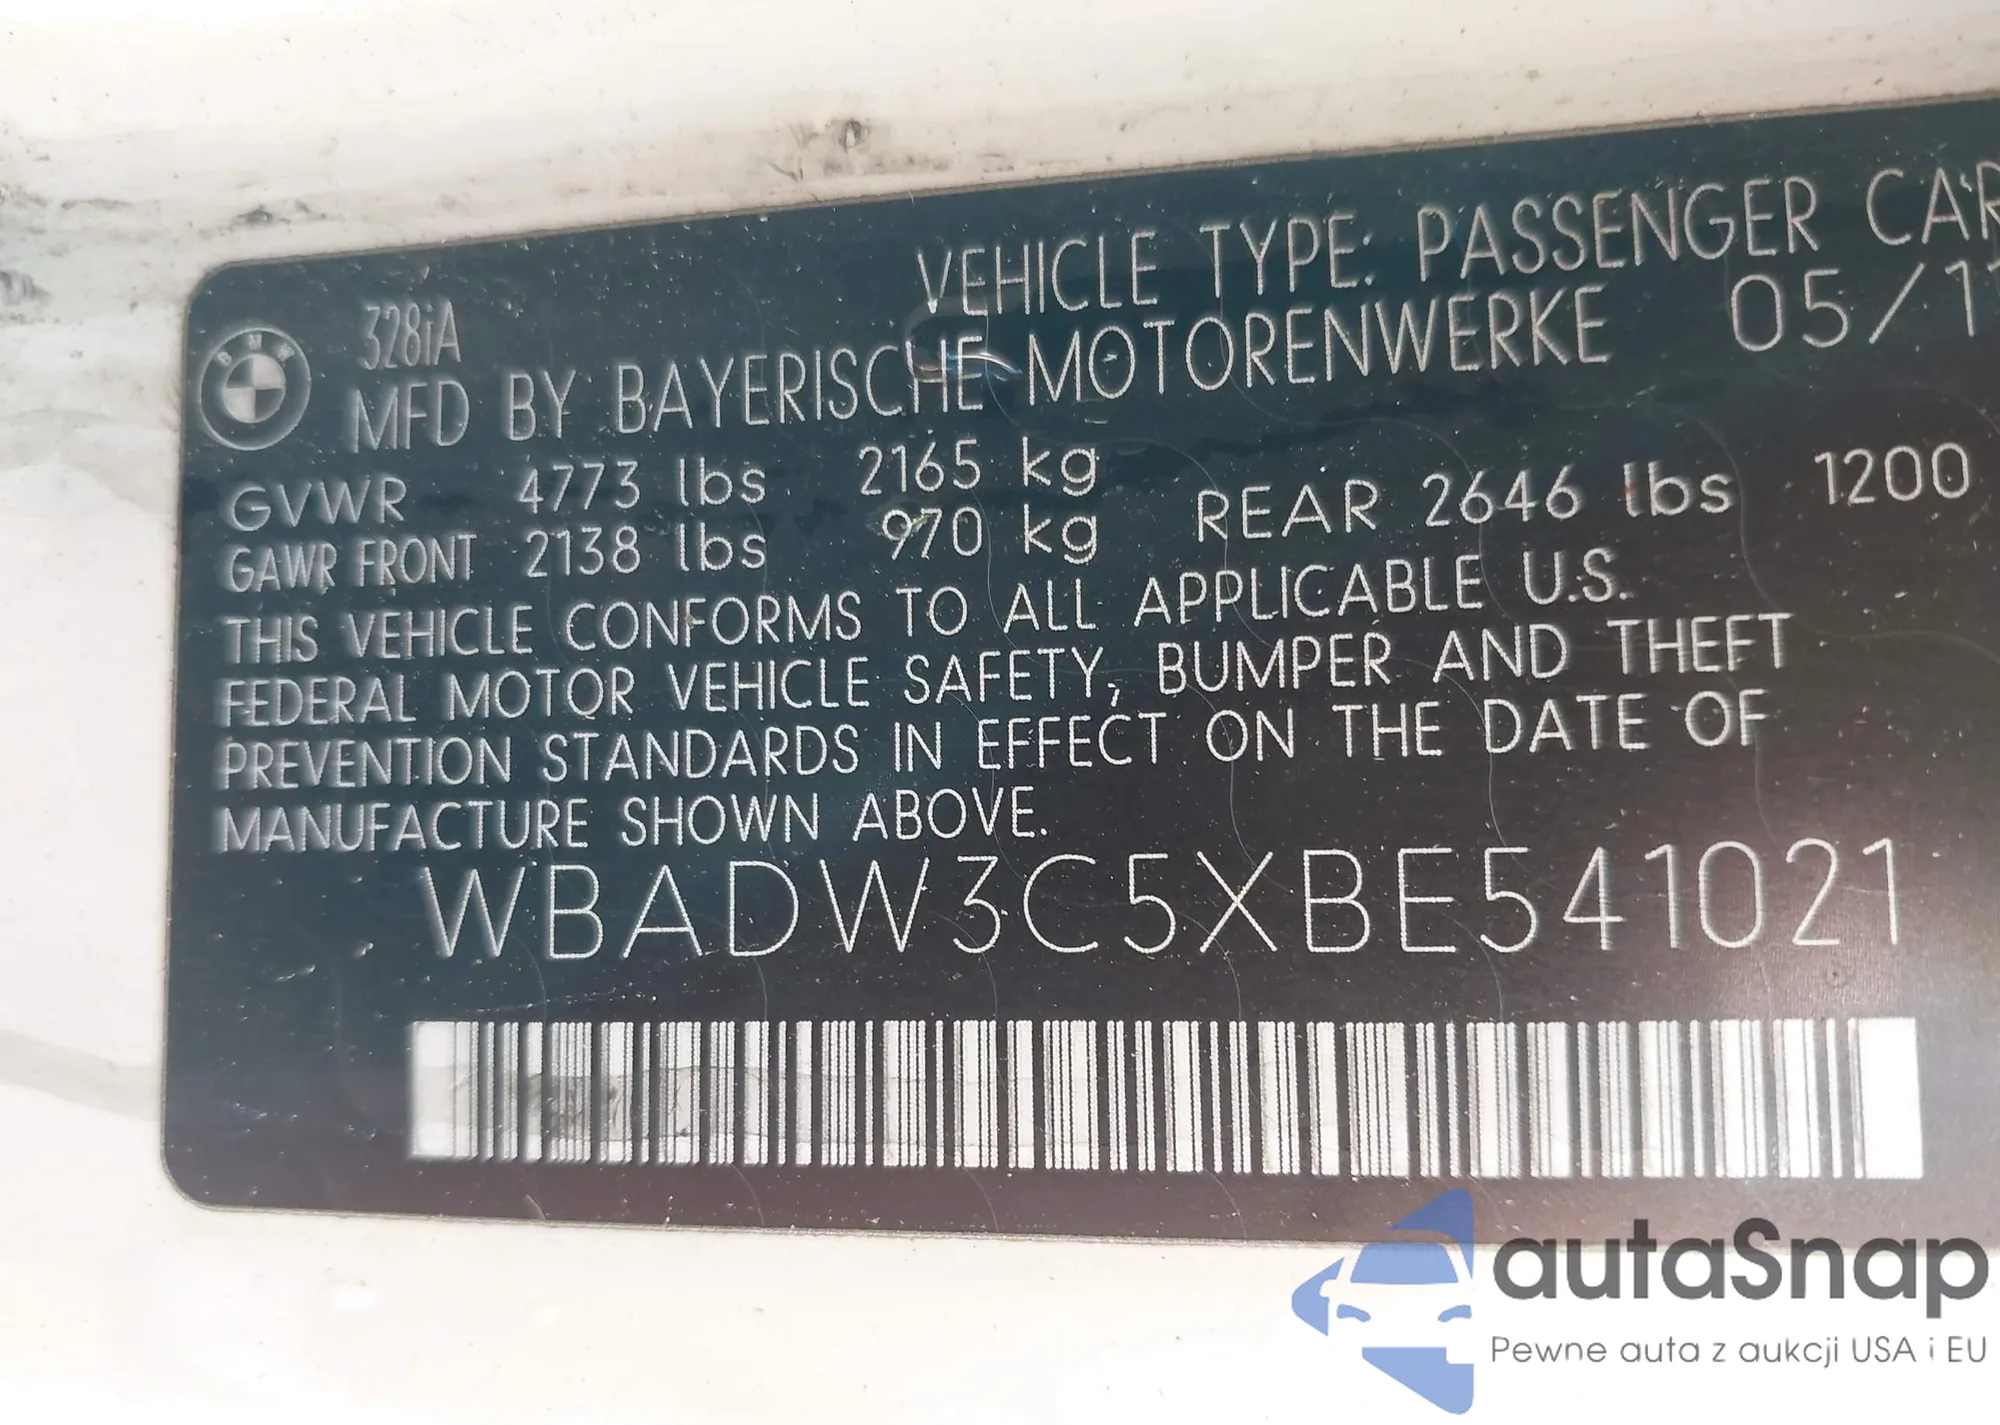 VEHICLE TYPE: PASSENGER CAR
328iA
MFD BY BAYERISCHE MOTORENWERKE 05/11
BMW
GVWR 4773 lbs 2165 kg
GAWR FRONT 2138 lbs 970 kg REAR 2646 lbs 1200
THIS VEHICLE CONFORMS TO ALL APPLICABLE U.S.
FEDERAL MOTOR VEHICLE SAFETY, BUMPER AND THEFT
PREVENTION STANDARDS IN EFFECT ON THE DATE OF
MANUFACTURE SHOWN ABOVE.
WBADW3C5XBE541021
autaSnap
Pewne auta z aukcji USA i EU